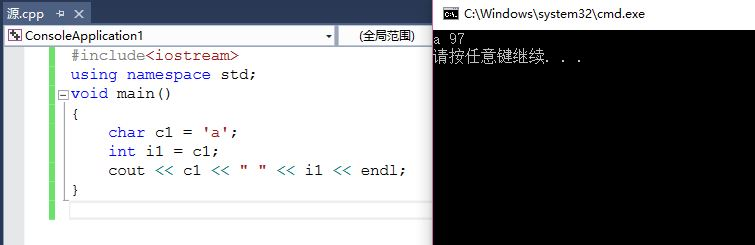 源.cpp
ConsoleApplication1
(全局范围)
#include<iostream>
using namespace std;
void main()
{
char c1 = 'a';
int i1 = c1;
cout << c1 << " " << i1 << endl;
}
C:\Windows\system32\cmd.exe
a 97
请按任意键继续. . .